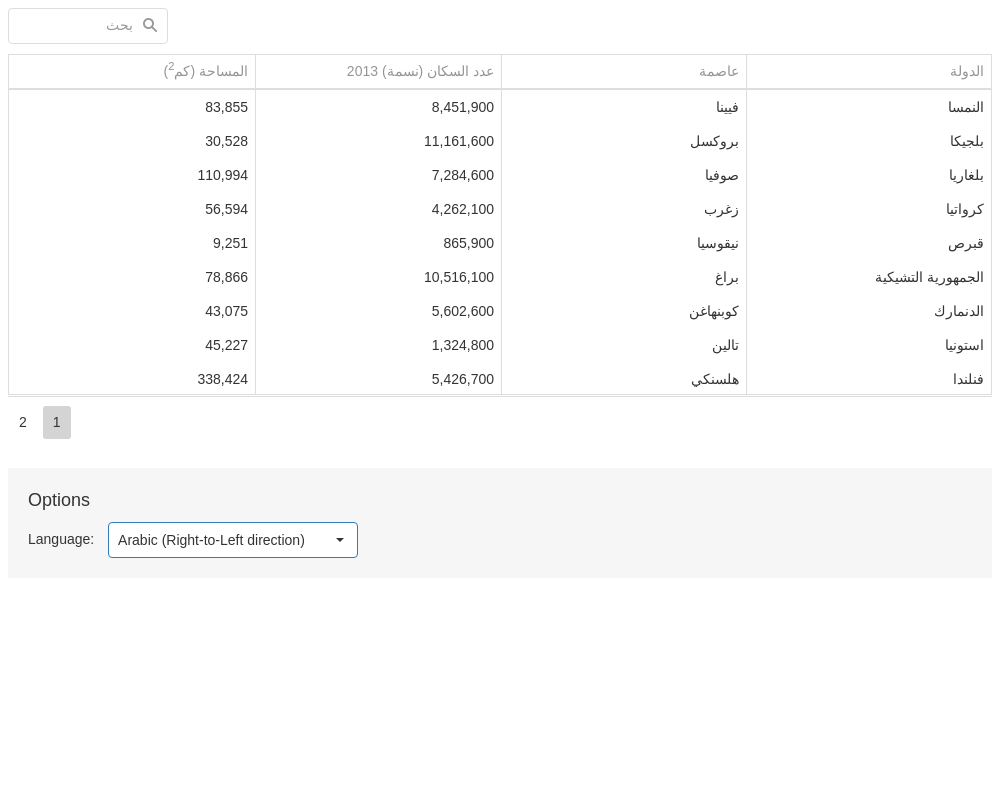 بحث
الدولة عاصمة عدد السكان (نسمة) 2013 المساحة (كم2)
النمسا فيينا 8,451,900 83,855
بلجيكا بروكسل 11,161,600 30,528
بلغاريا صوفيا 7,284,600 110,994
كرواتيا زغرب 4,262,100 56,594
قبرص نيقوسيا 865,900 9,251
الجمهورية التشيكية براغ 10,516,100 78,866
الدنمارك كوبنهاغن 5,602,600 43,075
استونيا تالين 1,324,800 45,227
فنلندا هلسنكي 5,426,700 338,424
1 2
Options
Language: Arabic (Right-to-Left direction)